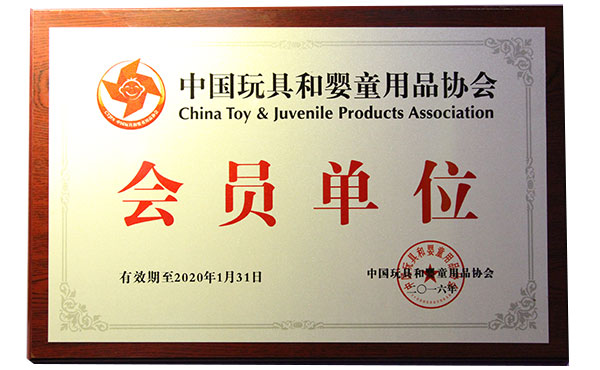 中国玩具和婴童用品协会
China Toy & Juvenile Products Association
会员单位
有效期至2020年1月31日
中国玩具和婴童用品协会
二〇一六年